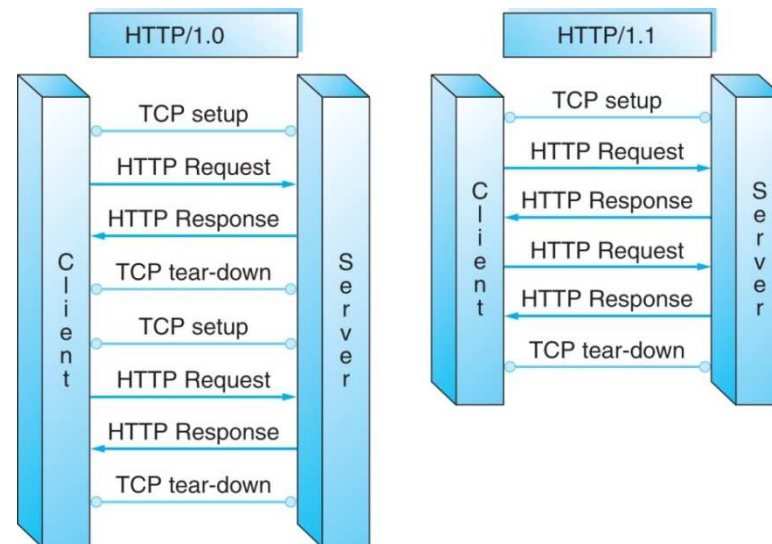 HTTP/1.0
Client
TCP setup
HTTP Request
HTTP Response
TCP tear-down
TCP setup
HTTP Request
HTTP Response
TCP tear-down
Server
HTTP/1.1
Client
TCP setup
HTTP Request
HTTP Response
HTTP Request
HTTP Response
TCP tear-down
Server